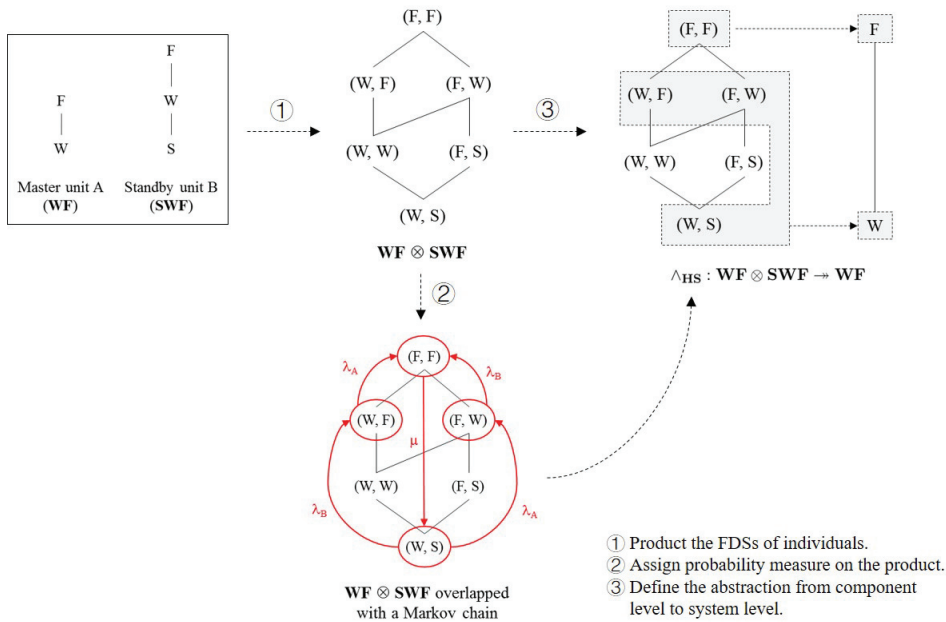 F
F
W
W
S
Master unit A
(WF)
Standby unit B
(SWF)
①
(F, F)
(W, F) (F, W)
(W, W) (F, S)
(W, S)
WF ⊗ SWF
③
(F, F)
(W, F) (F, W)
(W, W) (F, S)
(W, S)
F
W
∧HS : WF ⊗ SWF ↠ WF
②
(F, F)
λA λB
(W, F) (F, W)
μ
(W, W) (F, S)
λB λA
(W, S)
WF ⊗ SWF overlapped
with a Markov chain
① Product the FDSs of individuals.
② Assign probability measure on the product.
③ Define the abstraction from component
level to system level.